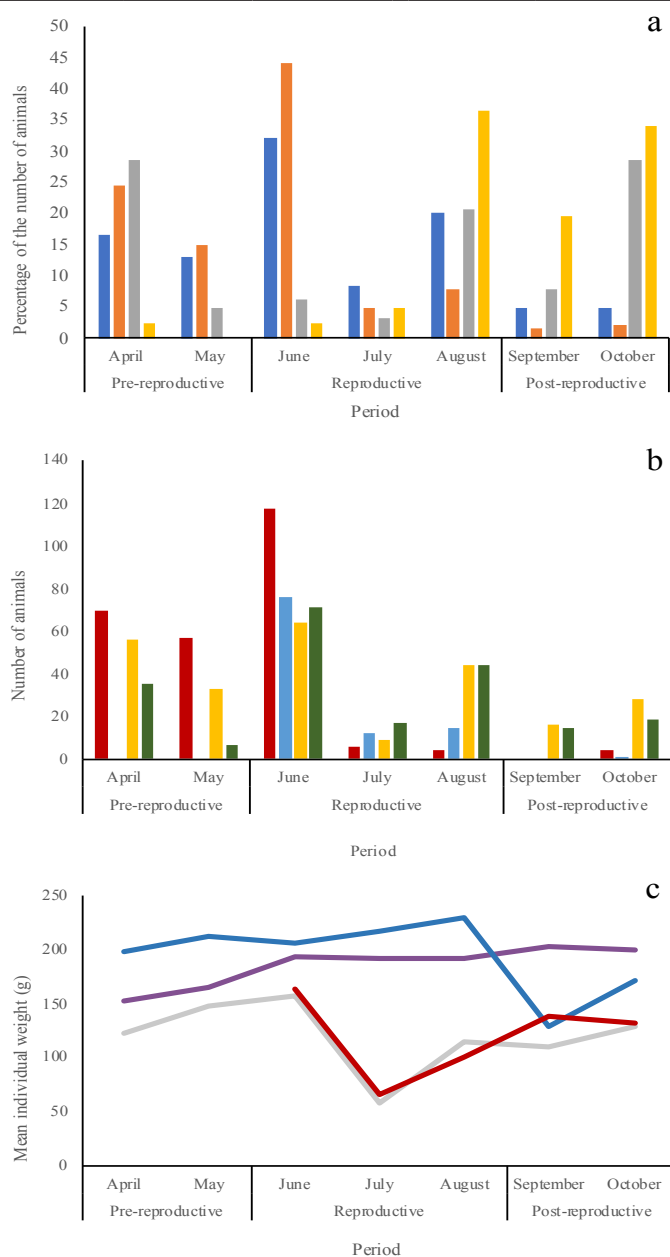 a
50
45
40
35
30
25
20
15
10
5
0
Percentage of the number of animals
April May June July August September October
Pre-reproductive Reproductive Post-reproductive
Period
b
140
120
100
80
60
40
20
0
Number of animals
April May June July August September October
Pre-reproductive Reproductive Post-reproductive
Period
c
250
200
150
100
50
0
Mean individual weight (g)
April May June July August September October
Pre-reproductive Reproductive Post-reproductive
Period